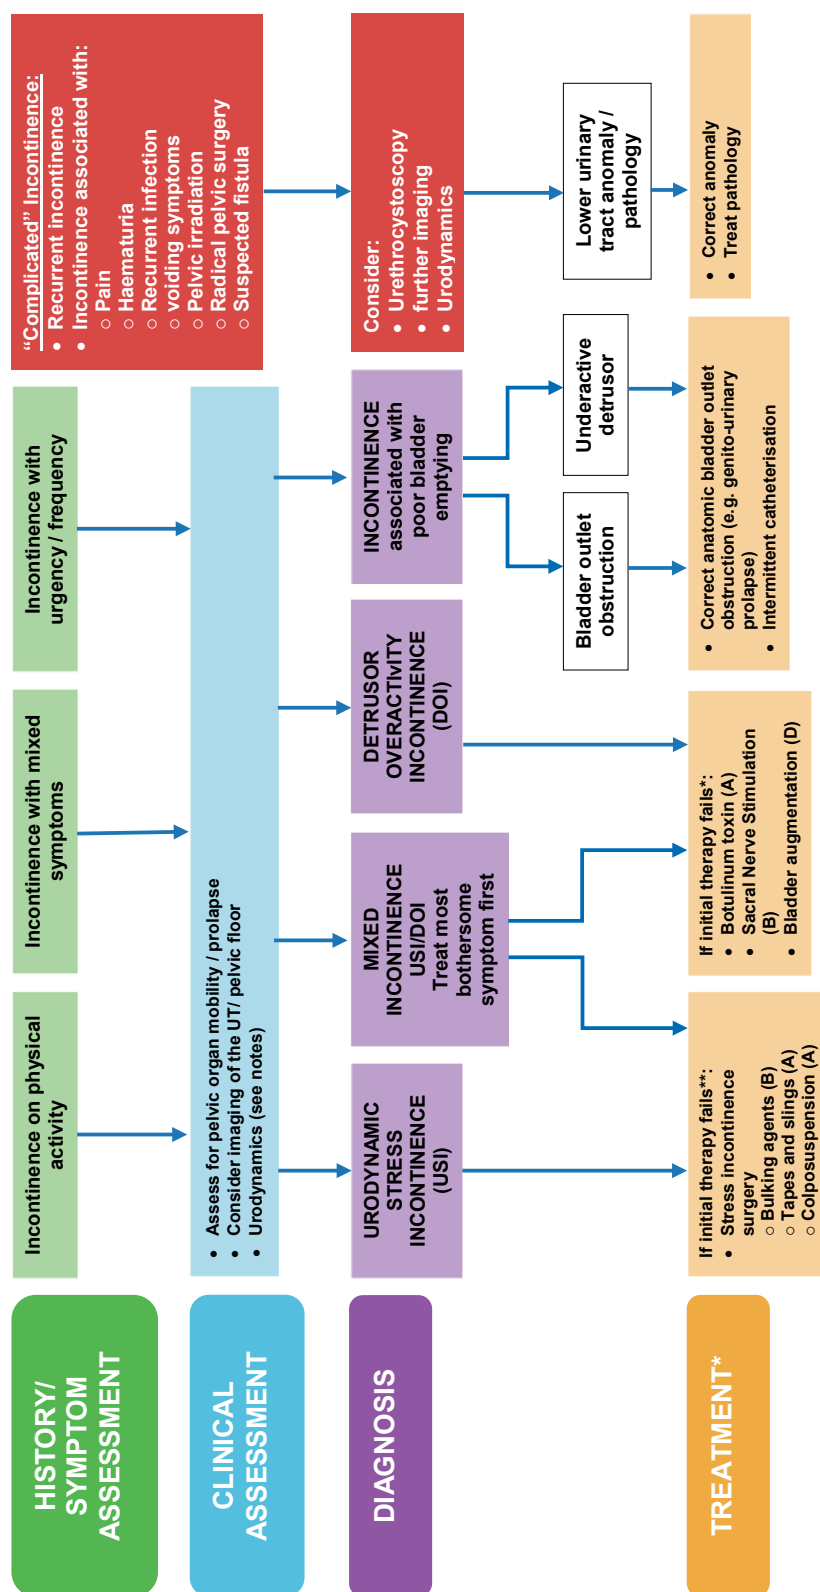 HISTORY/
SYMPTOM
ASSESSMENT
Incontinence on physical
activity
Incontinence with mixed
symptoms
Incontinence with
urgency / frequency
“Complicated” Incontinence:
• Recurrent incontinence
• Incontinence associated with:
○ Pain
○ Haematuria
○ Recurrent infection
○ voiding symptoms
○ Pelvic irradiation
○ Radical pelvic surgery
○ Suspected fistula
CLINICAL
ASSESSMENT
• Assess for pelvic organ mobility / prolapse
• Consider imaging of the UT/ pelvic floor
• Urodynamics (see notes)
DIAGNOSIS
URODYNAMIC
STRESS
INCONTINENCE
(USI)
MIXED
INCONTINENCE
USI/DOI
Treat most
bothersome
symptom first
DETRUSOR
OVERACTIvITY
INCONTINENCE
(DOI)
INCONTINENCE
associated with
poor bladder
emptying
Consider:
• Urethrocystoscopy
• further imaging
• Urodynamics
Bladder outlet
obstruction
Underactive
detrusor
Lower urinary
tract anomaly /
pathology
TREATMENT*
If initial therapy fails**:
• Stress incontinence
surgery
○ Bulking agents (B)
○ Tapes and slings (A)
○ Colposuspension (A)
If initial therapy fails*:
• Botulinum toxin (A)
• Sacral Nerve Stimulation
(B)
• Bladder augmentation (D)
• Correct anatomic bladder outlet
obstruction (e.g. genito-urinary
prolapse)
• Intermittent catheterisation
• Correct anomaly
• Treat pathology